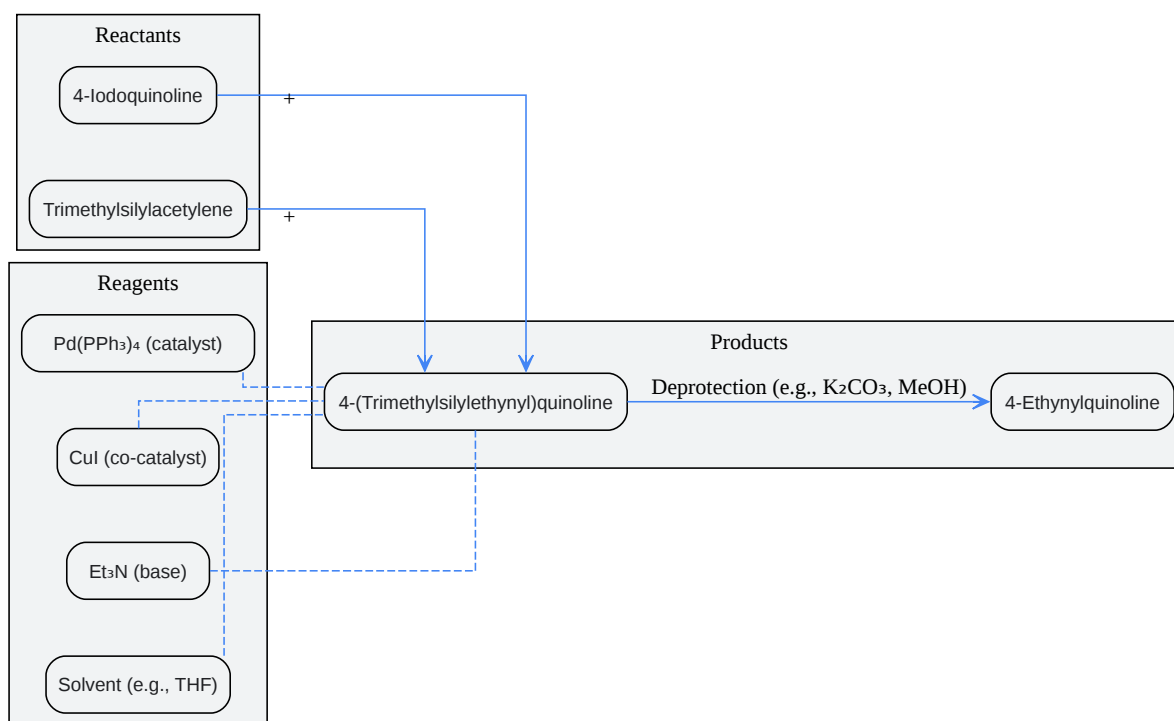 Reactants
4-Iodoquinoline
+
Trimethylsilylacetylene
+
Reagents
Pd(PPh₃)₄ (catalyst)
CuI (co-catalyst)
Et₃N (base)
Solvent (e.g., THF)
Products
4-(Trimethylsilylethynyl)quinoline
Deprotection (e.g., K₂CO₃, MeOH)
4-Ethynylquinoline